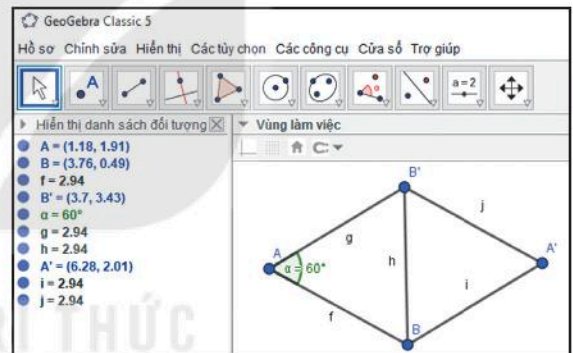 GeoGebra Classic 5
Hồ sơ Chỉnh sửa Hiển thị Các tùy chọn Các công cụ Cửa sổ Trợ giúp
A
a=2
Hiển thị danh sách đối tượng
Vùng làm việc
A = (1.18, 1.91)
B = (3.76, 0.49)
f = 2.94
B' = (3.7, 3.43)
α = 60°
g = 2.94
h = 2.94
A' = (6.28, 2.01)
i = 2.94
j = 2.94
B'
j
g
A'
A
h
α = 60°
i
f
B
TRI THỨC